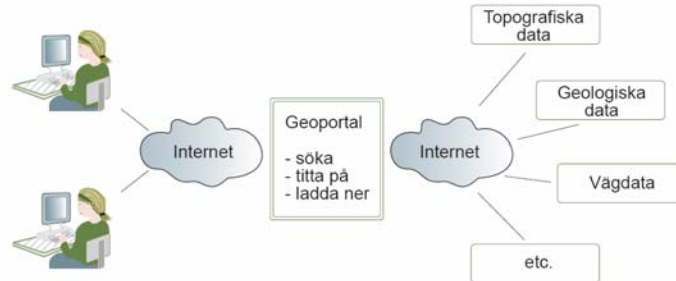 Internet
Geoportal
- söka
- titta på
- ladda ner
Internet
Topografiska
data
Geologiska
data
Vägdata
etc.